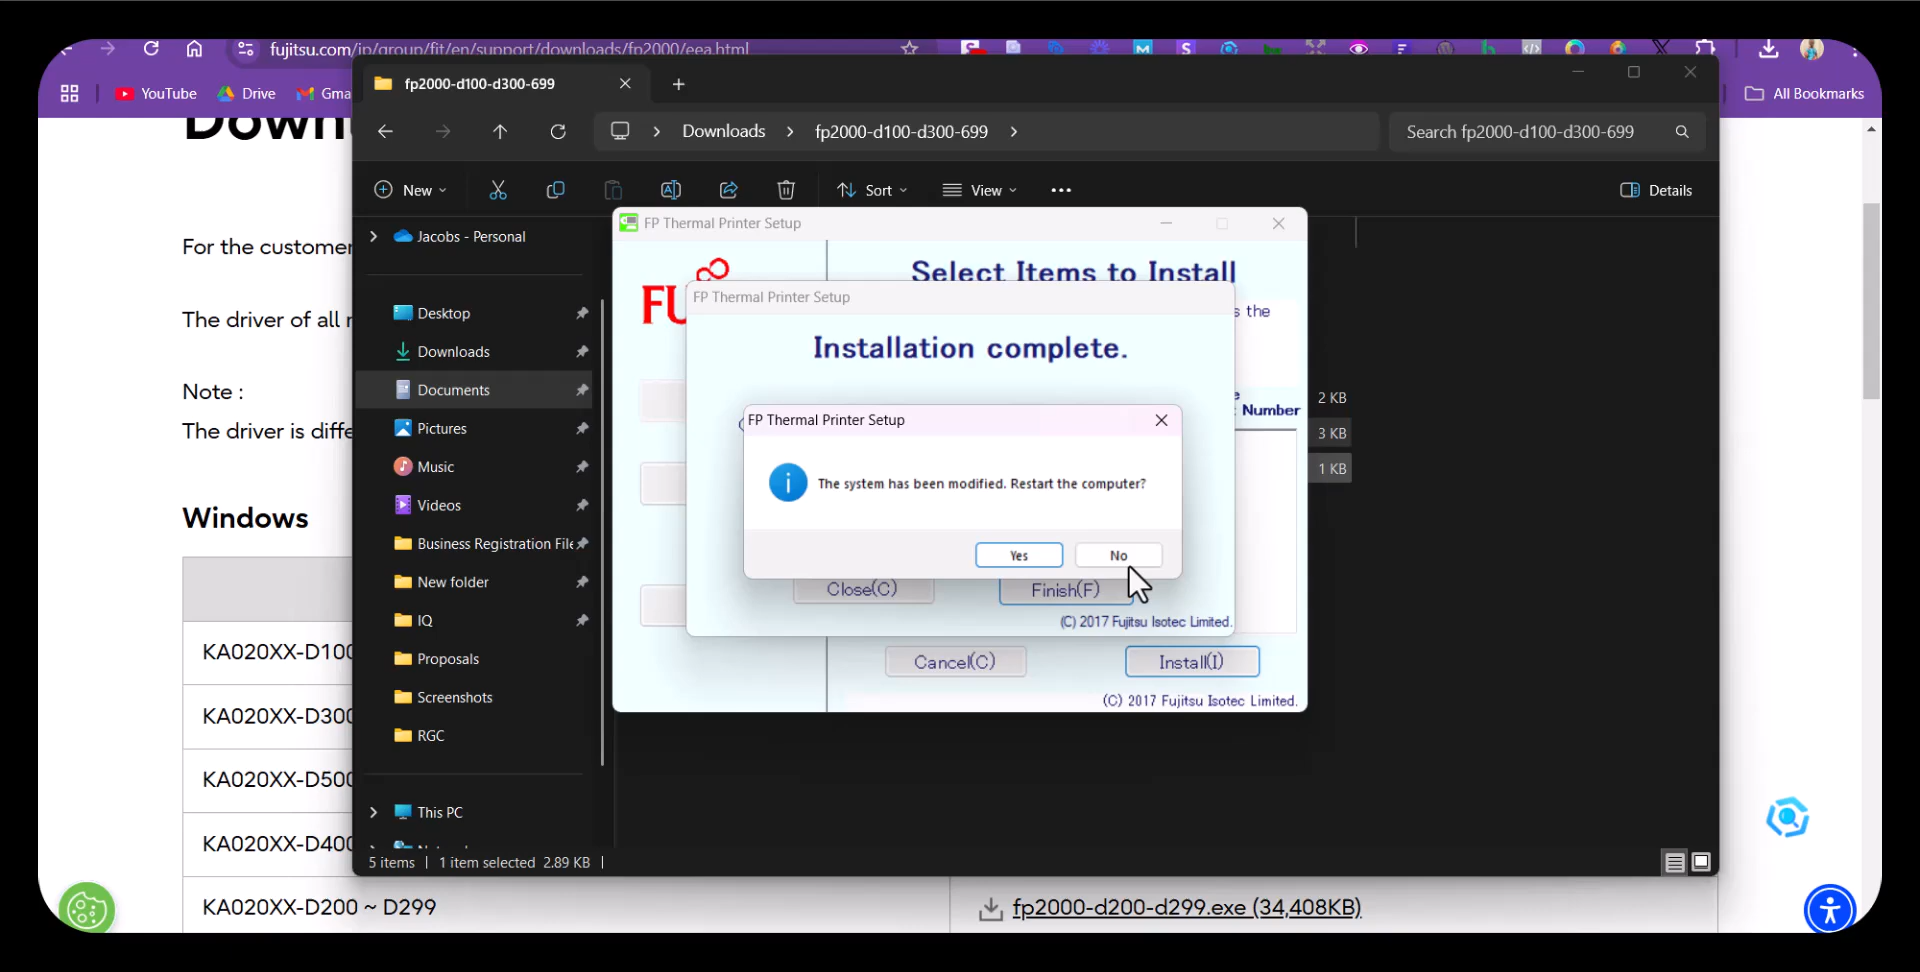 fujitsu.com/jp/group/fit/en/support/downloads/fp2000/eea.html
YouTube
Drive
Gma
All Bookmarks
fp2000-d100-d300-699
Downloads
fp2000-d100-d300-699
Search fp2000-d100-d300-699
New
Sort
View
Details
Down
For the customer
The driver of all
Note :
The driver is diffe
Windows
KA020XX-D100
KA020XX-D300
KA020XX-D500
KA020XX-D400
KA020XX-D200 ~ D299
fp2000-d200-d299.exe (34,408KB)
Jacobs - Personal
Desktop
Downloads
Documents
Pictures
Music
Videos
Business Registration File
New folder
IQ
Proposals
Screenshots
RGC
This PC
5 items
1 item selected 2.89 KB
2 KB
3 KB
1 KB
FP Thermal Printer Setup
FU
Select Items to Install
s the
Number
Cancel(C)
Install(I)
(C) 2017 Fujitsu Isotec Limited.
FP Thermal Printer Setup
Installation complete.
Close(C)
Finish(F)
(C) 2017 Fujitsu Isotec Limited.
FP Thermal Printer Setup
The system has been modified. Restart the computer?
Yes
No